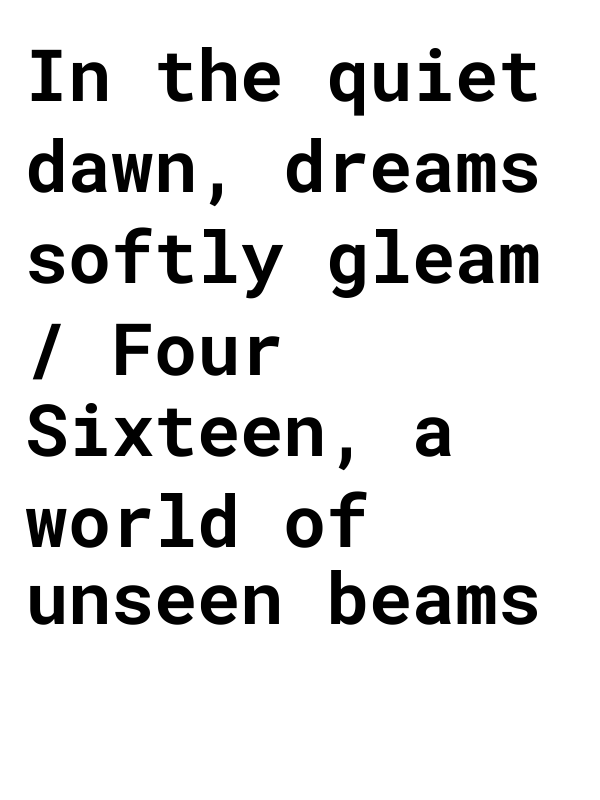 In the quiet
dawn, dreams
softly gleam
/ Four
Sixteen, a
world of
unseen beams